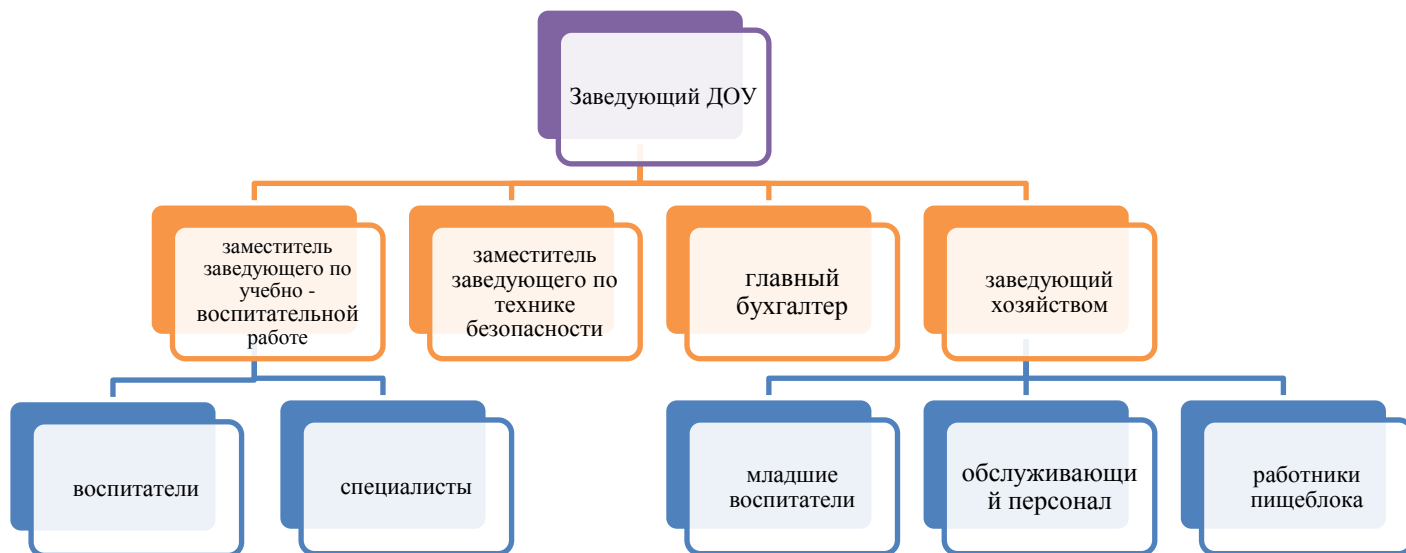 Заведующий ДОУ
заместитель
заведующего по
учебно -
воспитательной
работе
заместитель
заведующего по
технике
безопасности
главный
бухгалтер
заведующий
хозяйством
воспитатели
специалисты
младшие
воспитатели
обслуживающи
й персонал
работники
пищеблока